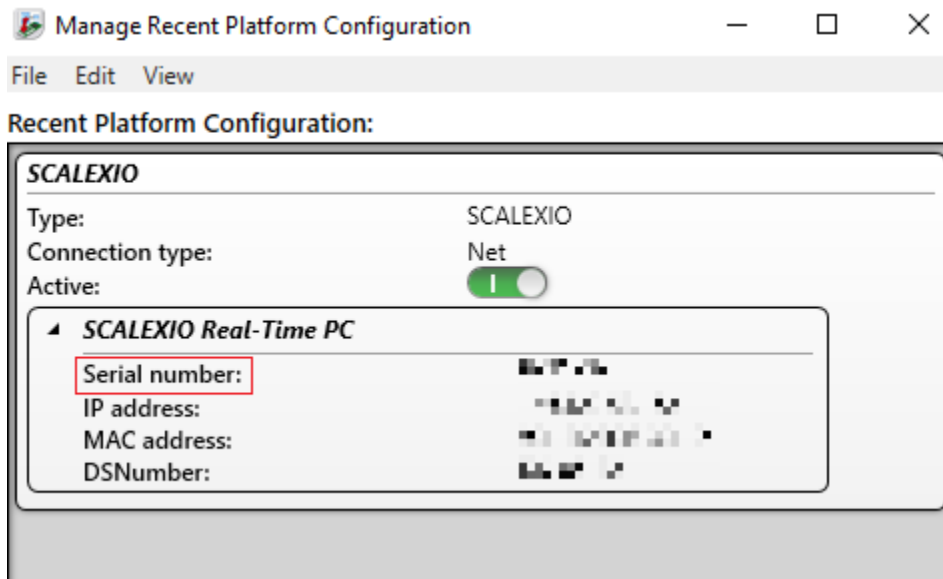 Manage Recent Platform Configuration
File Edit View
Recent Platform Configuration:
SCALEXIO
Type: SCALEXIO
Connection type: Net
Active:
SCALEXIO Real-Time PC
Serial number:
IP address:
MAC address:
DSNumber: